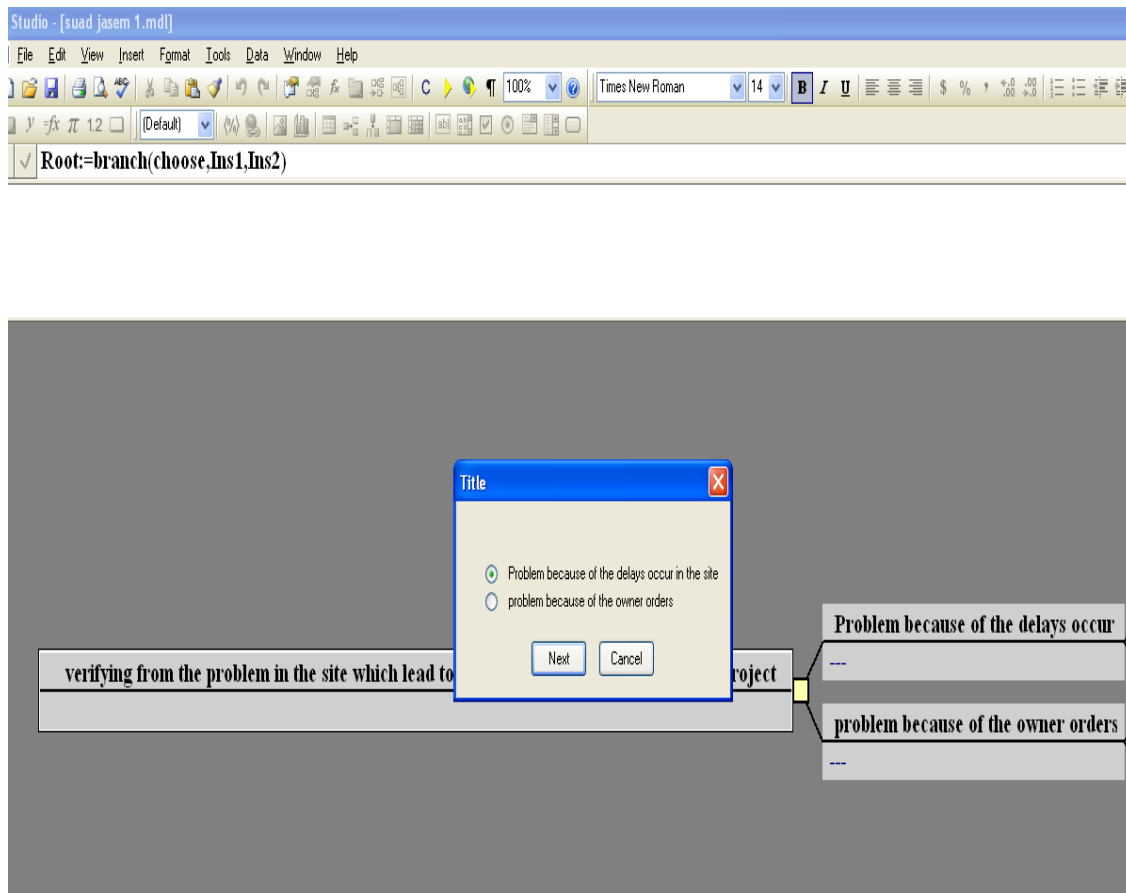 Studio - [suad jasem 1.mdl]
File Edit View Insert Format Tools Data Window Help
100% Times New Roman 14 B I U $ % ,
y =fx π 1.2 (Default)
Root:=branch(choose,Ins1,Ins2)
Title
Problem because of the delays occur in the site
problem because of the owner orders
Next Cancel
verifying from the problem in the site which lead to roject
Problem because of the delays occur
---
problem because of the owner orders
---